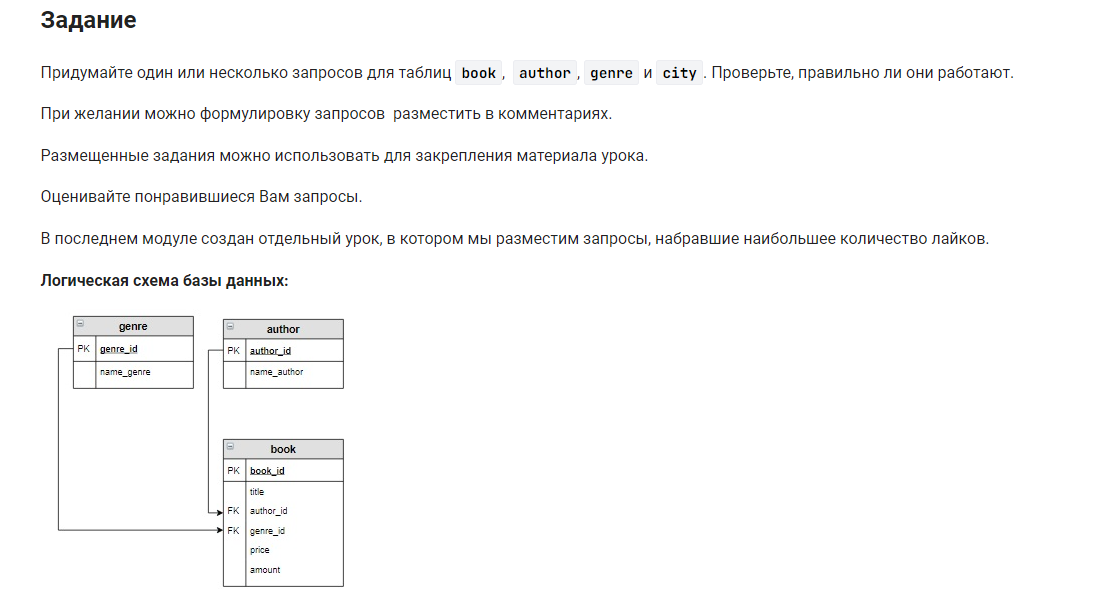 Задание
Придумайте один или несколько запросов для таблиц book, author, genre и city. Проверьте, правильно ли они работают.
При желании можно формулировку запросов размеcтить в комментариях.
Размещенные задания можно использовать для закрепления материала урока.
Оценивайте понравившиеся Вам запросы.
В последнем модуле создан отдельный урок, в котором мы разместим запросы, набравшие наибольшее количество лайков.
Логическая схема базы данных:
genre
PK genre_id
name_genre
author
PK author_id
name_author
book
PK book_id
title
FK author_id
FK genre_id
price
amount